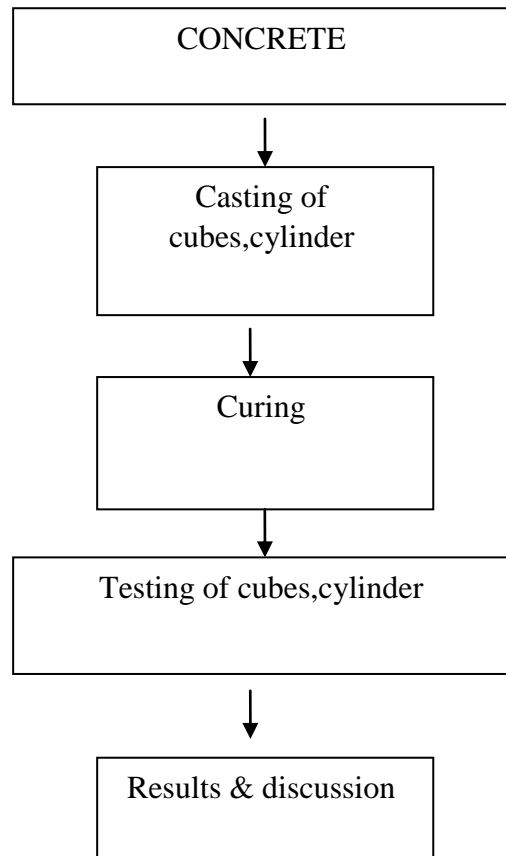 CONCRETE
Casting of
cubes,cylinder
Curing
Testing of cubes,cylinder
Results & discussion